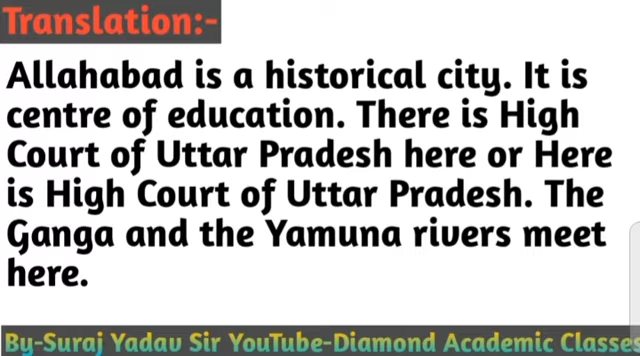 Translation:-
Allahabad is a historical city. It is
centre of education. There is High
Court of Uttar Pradesh here or Here
is High Court of Uttar Pradesh. The
Ganga and the Yamuna rivers meet
here.
By-Suraj Yadav Sir YouTube-Diamond Academic Classes